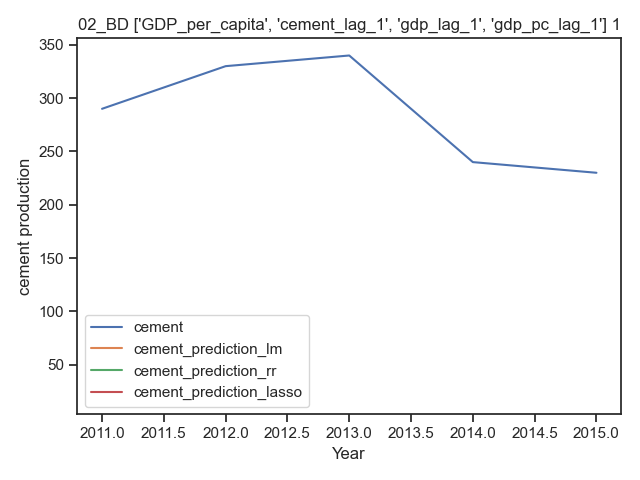 02_BD ['GDP_per_capita', 'cement_lag_1', 'gdp_lag_1', 'gdp_pc_lag_1'] 1
350
300
250
200
150
100
50
cement production
cement
cement_prediction_lm
cement_prediction_rr
cement_prediction_lasso
2011.0 2011.5 2012.0 2012.5 2013.0 2013.5 2014.0 2014.5 2015.0
Year